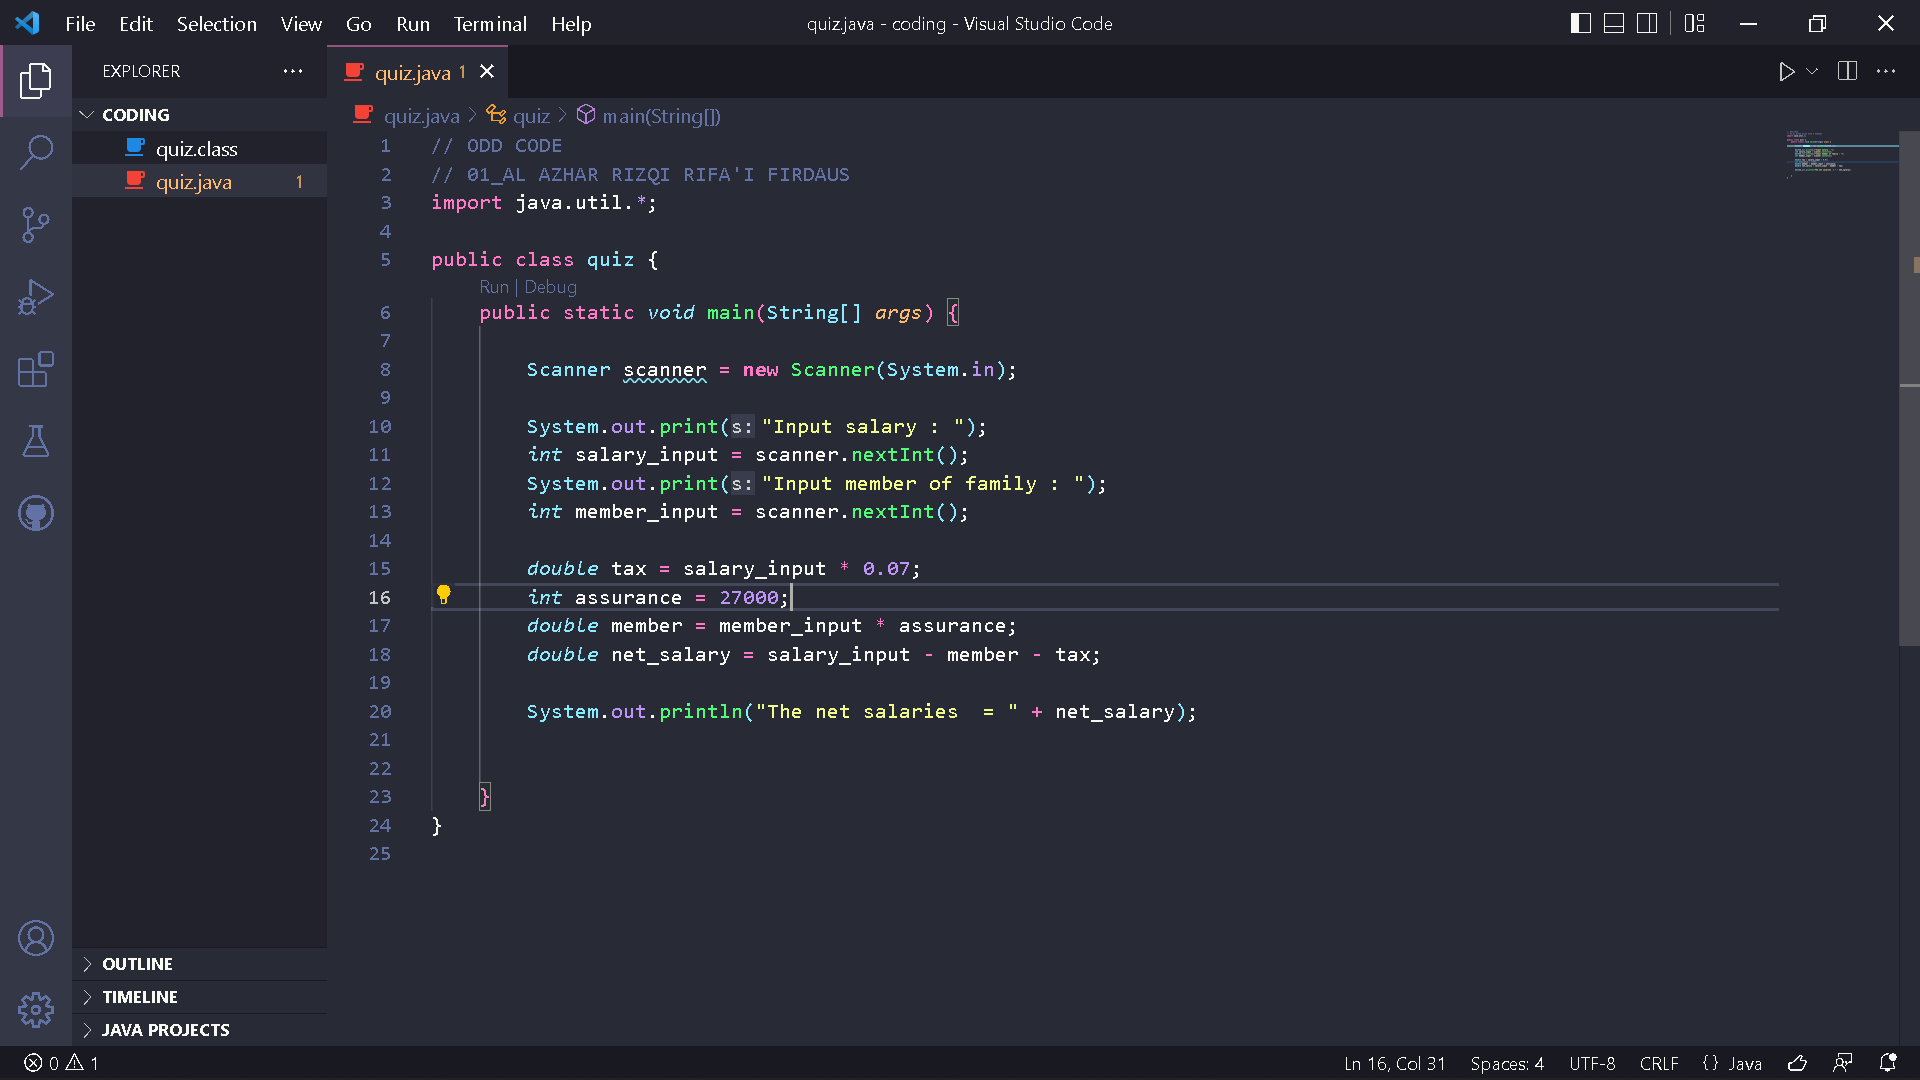 File Edit Selection View Go Run Terminal Help
quiz.java - coding - Visual Studio Code
EXPLORER
quiz.java 1
CODING
quiz.class
quiz.java 1
quiz.java > quiz > main(String[])
1 // ODD CODE
2 // 01_AL AZHAR RIZQI RIFA'I FIRDAUS
3 import java.util.*;
4
5 public class quiz {
Run | Debug
6 public static void main(String[] args) {
7
8 Scanner scanner = new Scanner(System.in);
9
10 System.out.print(s: "Input salary : ");
11 int salary_input = scanner.nextInt();
12 System.out.print(s: "Input member of family : ");
13 int member_input = scanner.nextInt();
14
15 double tax = salary_input * 0.07;
16 int assurance = 27000;
17 double member = member_input * assurance;
18 double net_salary = salary_input - member - tax;
19
20 System.out.println("The net salaries  = " + net_salary);
21
22
23 }
24 }
25
OUTLINE
TIMELINE
JAVA PROJECTS
0 1
Ln 16, Col 31 Spaces: 4 UTF-8 CRLF {} Java